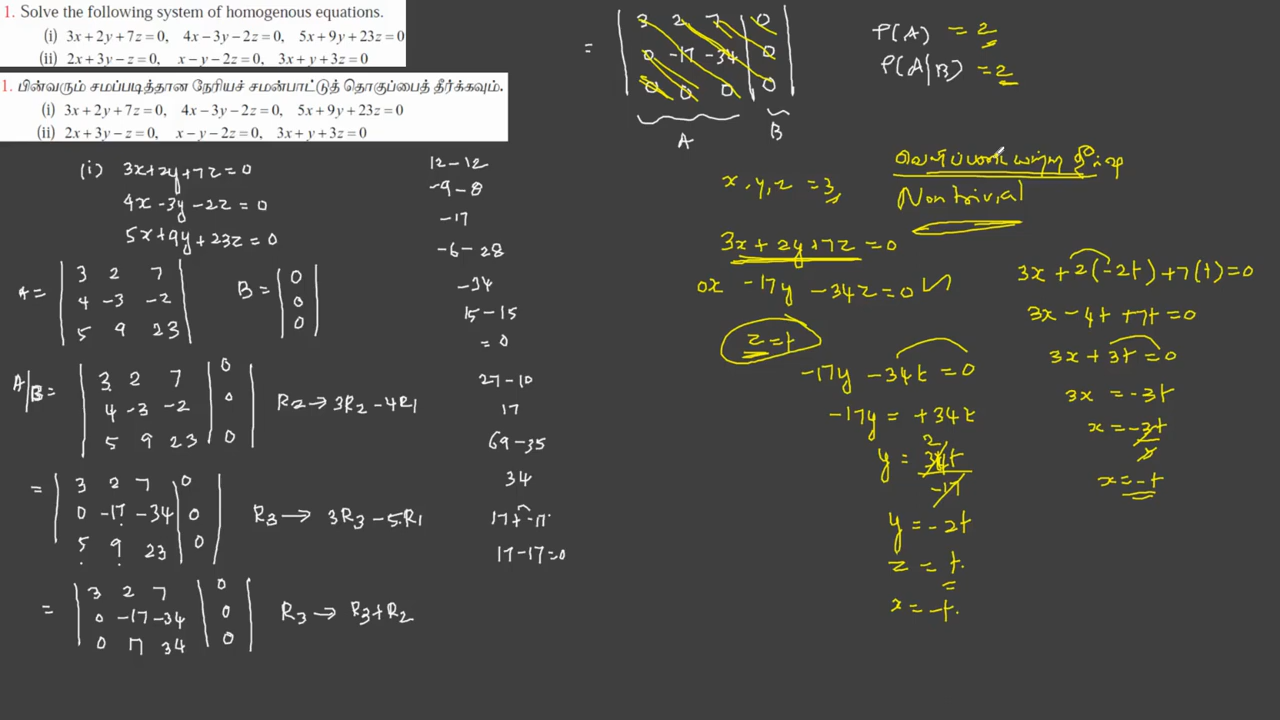 1. Solve the following system of homogenous equations.
(i) 3x + 2y + 7z = 0, 4x − 3y − 2z = 0, 5x + 9y + 23z = 0
(ii) 2x + 3y − z = 0, x − y − 2z = 0, 3x + y + 3z = 0
1. பின்வரும் சமப்படித்தான நேரியச் சமன்பாட்டுத் தொகுப்பைத் தீர்க்கவும்.
(i) 3x + 2y + 7z = 0, 4x − 3y − 2z = 0, 5x + 9y + 23z = 0
(ii) 2x + 3y − z = 0, x − y − 2z = 0, 3x + y + 3z = 0
(i) 3x+2y+7z=0
4x-3y-2z=0
5x+9y+23z=0
A= | 3 2 7 | B= | 0 |
| 4 -3 -2 | | 0 |
| 5 9 23 | | 0 |
A/B= | 3 2 7 | 0 |
| 4 -3 -2 | 0 | R2→3R2-4R1
| 5 9 23 | 0 |
= | 3 2 7 | 0 |
| 0 -17 -34 | 0 | R3→3R3-5R1
| 5 9 23 | 0 |
= | 3 2 7 | 0 |
| 0 -17 -34 | 0 | R3→R3+R2
| 0 17 34 | 0 |
12-12
-9-8
-17
-6-28
-34
15-15
=0
27-10
17
69-35
34
17+-17
17-17=0
= | 3 2 7 | 0 |
| 0 -17 -34 | 0 |
| 0 0 0 | 0 |
A B
P(A) = 2
P(A|B) = 2
x, y, z = 3,
Nontrivial
3x+2y+7z=0
0x -17y -34z=0
z=t
-17y -34t=0
-17y = +34t
y = 2 34t / -17
y = -2t
z = t.
x = -t.
3x+2(-2t)+7(t)=0
3x-4t+7t=0
3x+3t=0
3x=-3t
x=-3t / 3
x=-t